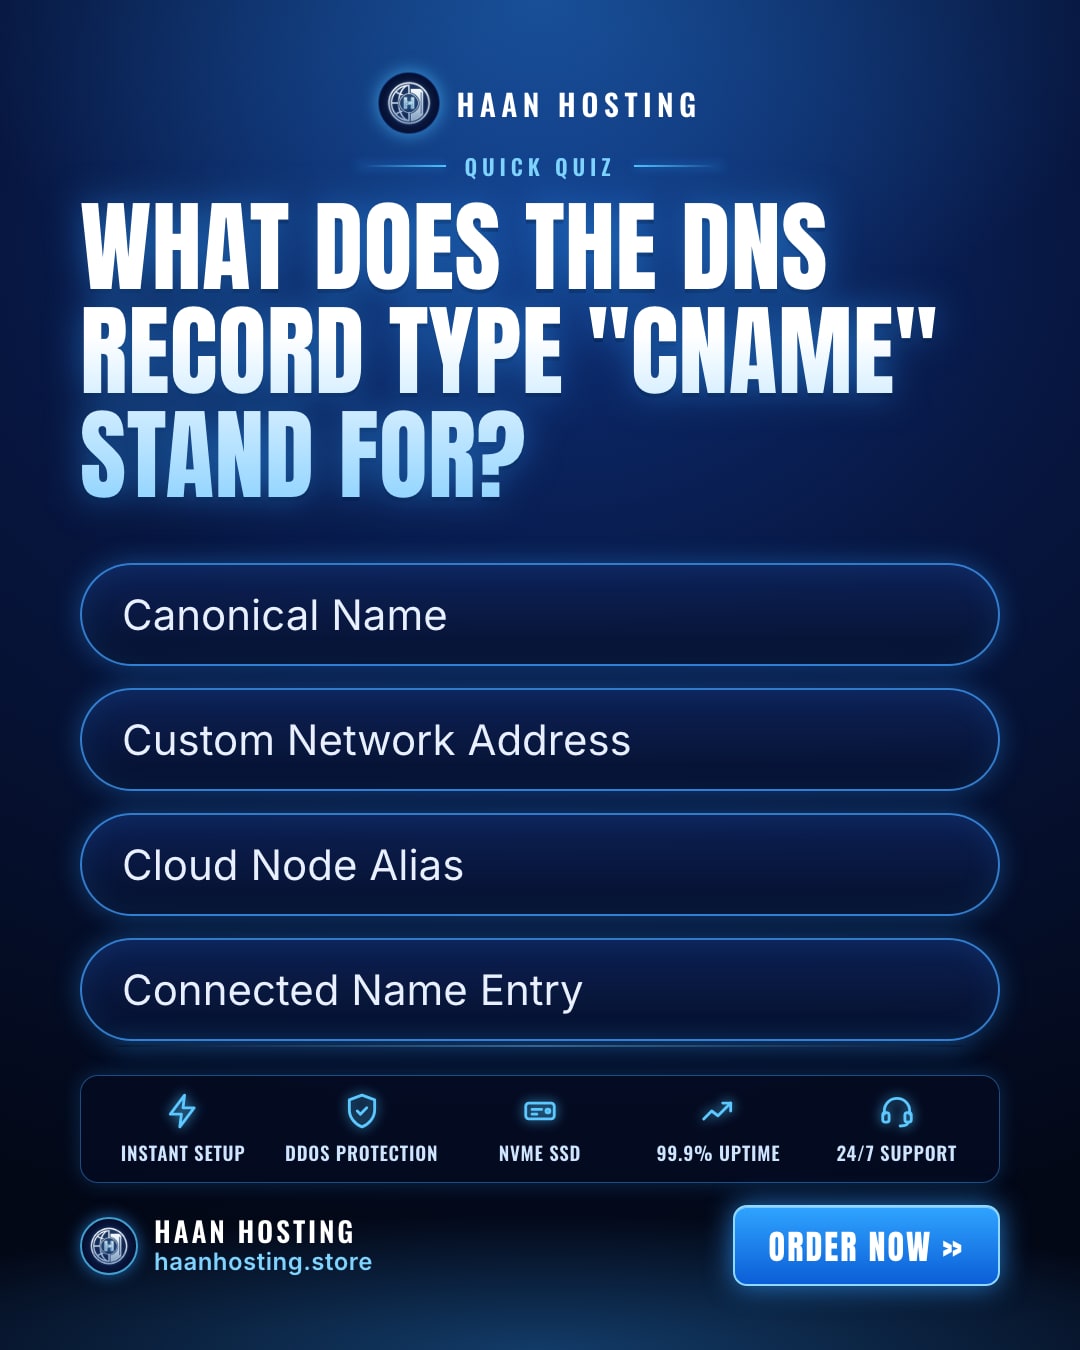 HAAN HOSTING
QUICK QUIZ
WHAT DOES THE DNS
RECORD TYPE "CNAME"
STAND FOR?
Canonical Name
Custom Network Address
Cloud Node Alias
Connected Name Entry
INSTANT SETUP
DDOS PROTECTION
NVME SSD
99.9% UPTIME
24/7 SUPPORT
HAAN HOSTING
haanhosting.store
ORDER NOW »